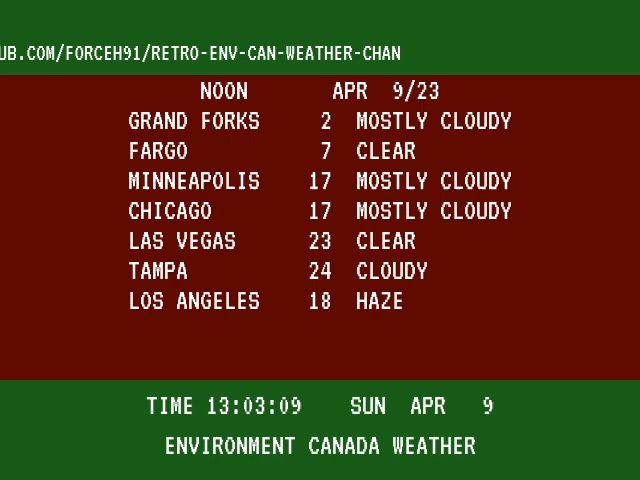 UB.COM/FORCEH91/RETRO-ENV-CAN-WEATHER-CHAN
NOON APR 9/23
GRAND FORKS 2 MOSTLY CLOUDY
FARGO 7 CLEAR
MINNEAPOLIS 17 MOSTLY CLOUDY
CHICAGO 17 MOSTLY CLOUDY
LAS VEGAS 23 CLEAR
TAMPA 24 CLOUDY
LOS ANGELES 18 HAZE
TIME 13:03:09 SUN APR 9
ENVIRONMENT CANADA WEATHER